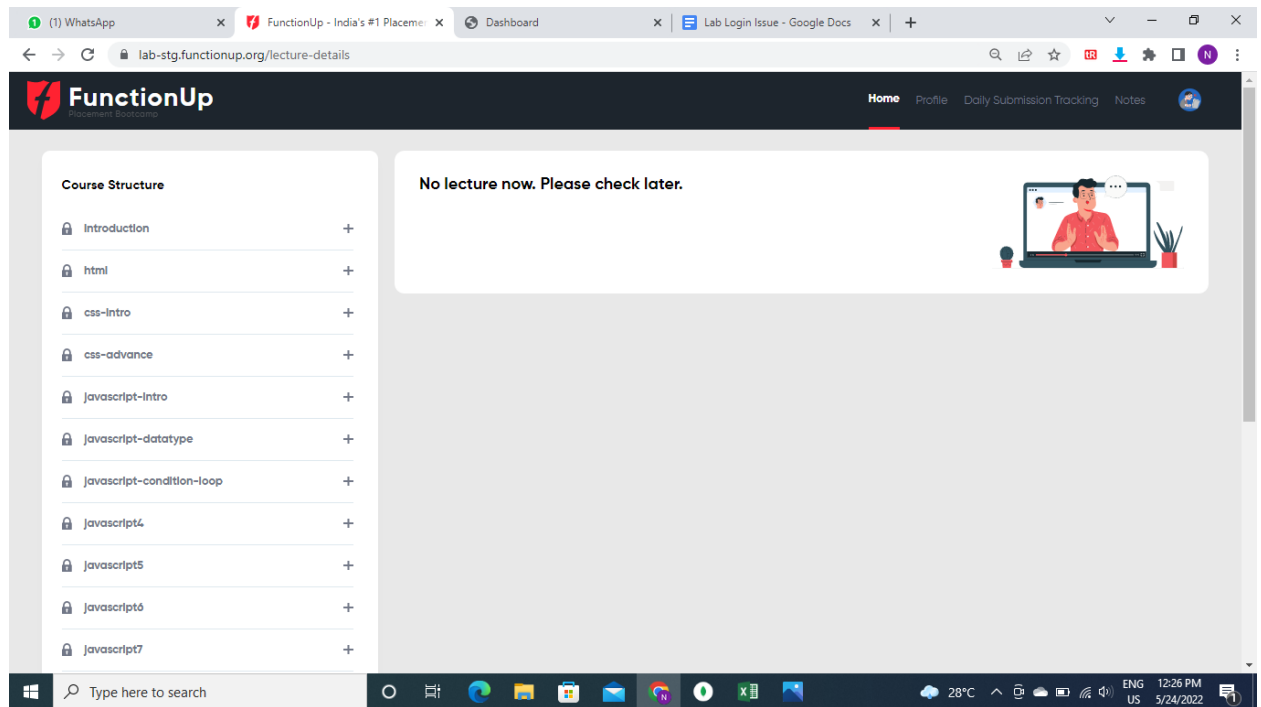 (1) WhatsApp
FunctionUp - India's #1 Placemen
Dashboard
Lab Login Issue - Google Docs
lab-stg.functionup.org/lecture-details
tR
N
FunctionUp
Placement Bootcamp
Home
Profile
Daily Submission Tracking
Notes
Course Structure
Introduction
html
css-intro
css-advance
javascript-intro
javascript-datatype
javascript-condition-loop
javascript4
javascript5
javascript6
javascript7
No lecture now. Please check later.
Type here to search
28°C
ENG
US
12:26 PM
5/24/2022